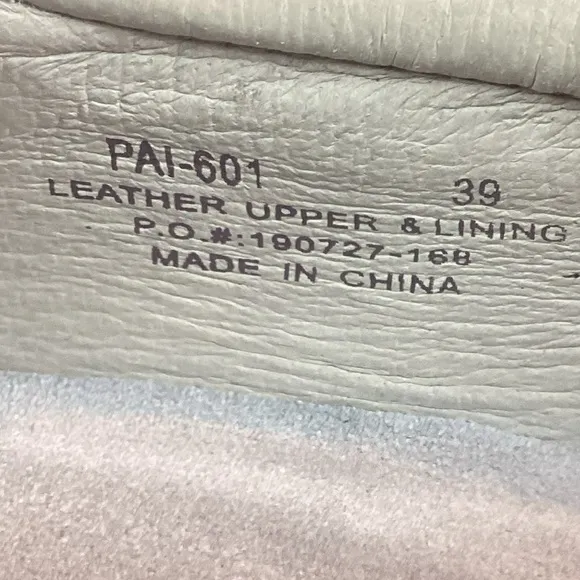 PAI-601 39
LEATHER UPPER & LINING
P.O.#:190727-168
MADE IN CHINA